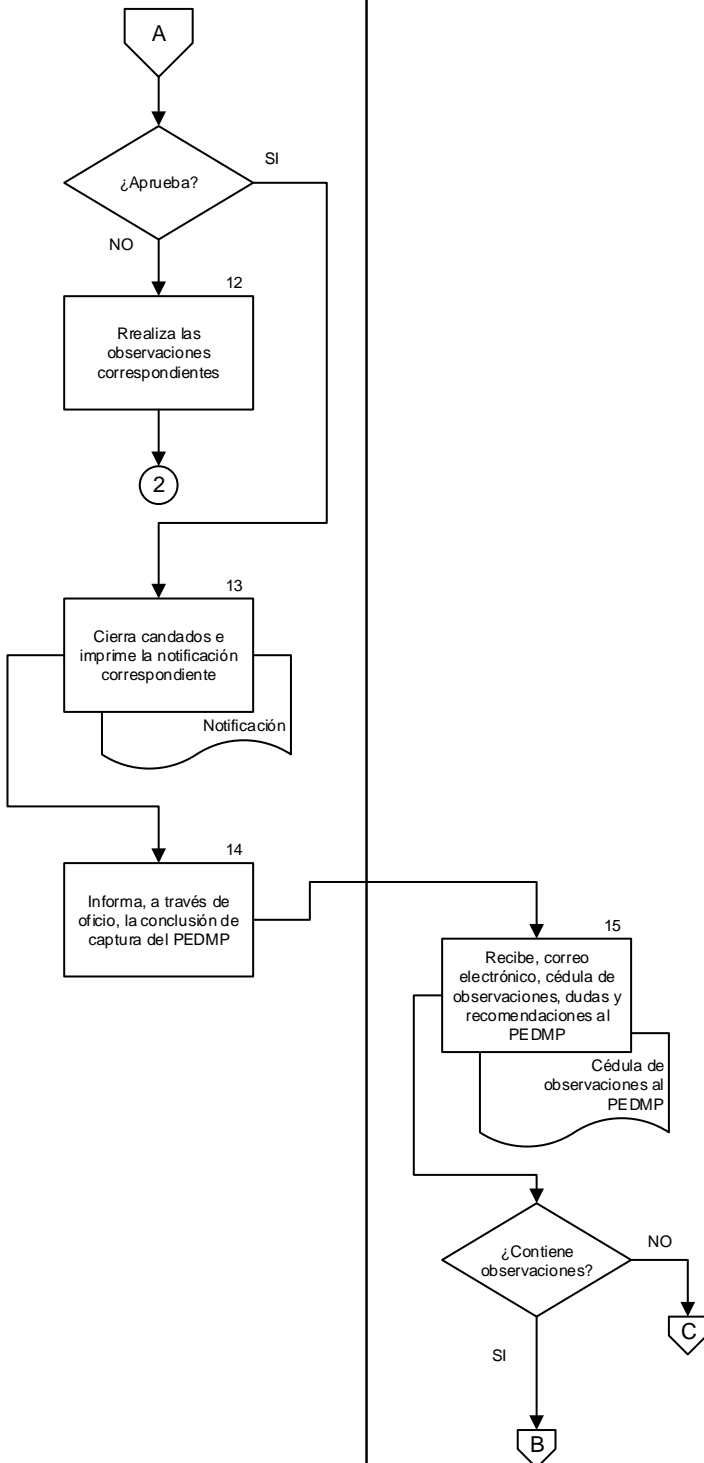 A
¿Aprueba?
SI
NO
12
Rrealiza las
observaciones
correspondientes
2
13
Cierra candados e
imprime la notificación
correspondiente
Notificación
14
Informa, a través de
oficio, la conclusión de
captura del PEDMP
15
Recibe, correo
electrónico, cédula de
observaciones, dudas y
recomendaciones al
PEDMP
Cédula de
observaciones al
PEDMP
¿Contiene
observaciones?
NO
C
SI
B